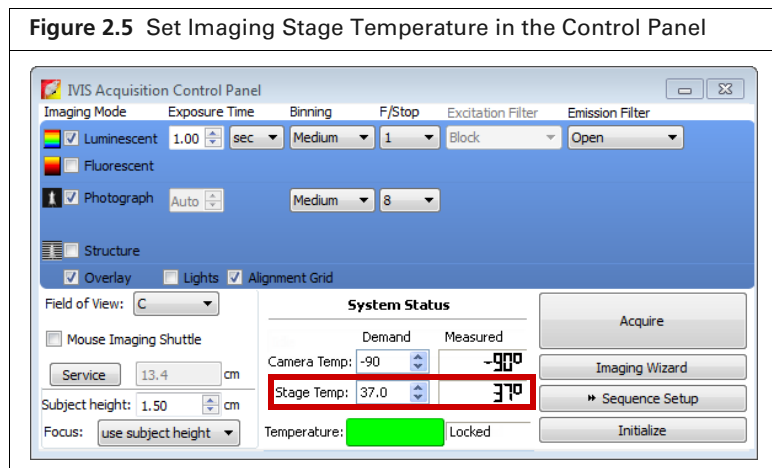 Figure 2.5 Set Imaging Stage Temperature in the Control Panel
IVIS Acquisition Control Panel
Imaging Mode Exposure Time Binning F/Stop Excitation Filter Emission Filter
Luminescent 1.00 sec Medium 1 Block Open
Fluorescent
Photograph Auto Medium 8
Structure
Overlay Lights Alignment Grid
Field of View: C
Mouse Imaging Shuttle
Service 13.4 cm
Subject height: 1.50 cm
Focus: use subject height
System Status
Demand Measured
Camera Temp: -90 -90º
Stage Temp: 37.0 37º
Temperature: Locked
Acquire
Imaging Wizard
Sequence Setup
Initialize